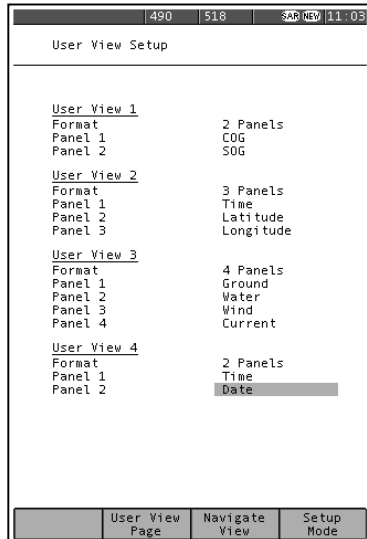 490 518 SAR NEW 11:03
User View Setup
User View 1
Format 2 Panels
Panel 1 COG
Panel 2 SOG
User View 2
Format 3 Panels
Panel 1 Time
Panel 2 Latitude
Panel 3 Longitude
User View 3
Format 4 Panels
Panel 1 Ground
Panel 2 Water
Panel 3 Wind
Panel 4 Current
User View 4
Format 2 Panels
Panel 1 Time
Panel 2 Date
User View Page Navigate View Setup Mode